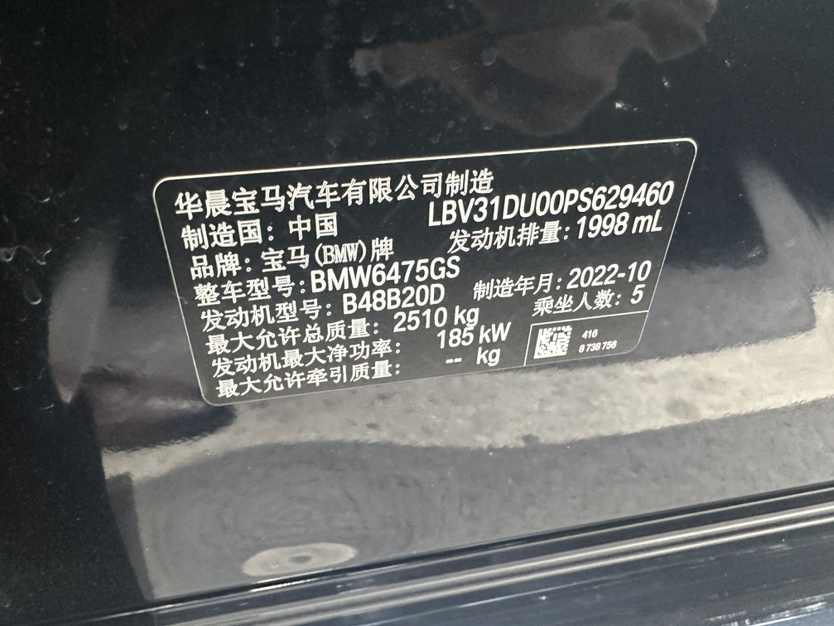 华晨宝马汽车有限公司制造
制造国：中国 LBV31DU00PS629460
品牌：宝马(BMW)牌 发动机排量：1998 mL
整车型号：BMW6475GS
发动机型号：B48B20D 制造年月：2022-10
最大允许总质量：2510 kg 乘坐人数：5
发动机最大净功率：185 kW
最大允许牵引质量：-- kg
416
8 738 756